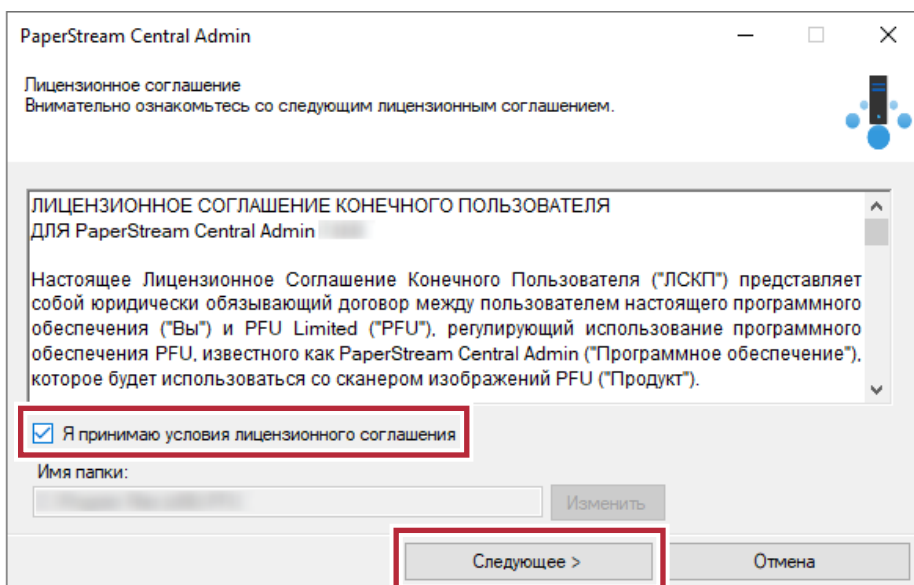 PaperStream Central Admin
Лицензионное соглашение
Внимательно ознакомьтесь со следующим лицензионным соглашением.
ЛИЦЕНЗИОННОЕ СОГЛАШЕНИЕ КОНЕЧНОГО ПОЛЬЗОВАТЕЛЯ
ДЛЯ PaperStream Central Admin
Настоящее Лицензионное Соглашение Конечного Пользователя ("ЛСКП") представляет
собой юридически обязывающий договор между пользователем настоящего программного
обеспечения ("Вы") и PFU Limited ("PFU"), регулирующий использование программного
обеспечения PFU, известного как PaperStream Central Admin ("Программное обеспечение"),
которое будет использоваться со сканером изображений PFU ("Продукт").
Я принимаю условия лицензионного соглашения
Имя папки:
Изменить
Следующее >
Отмена